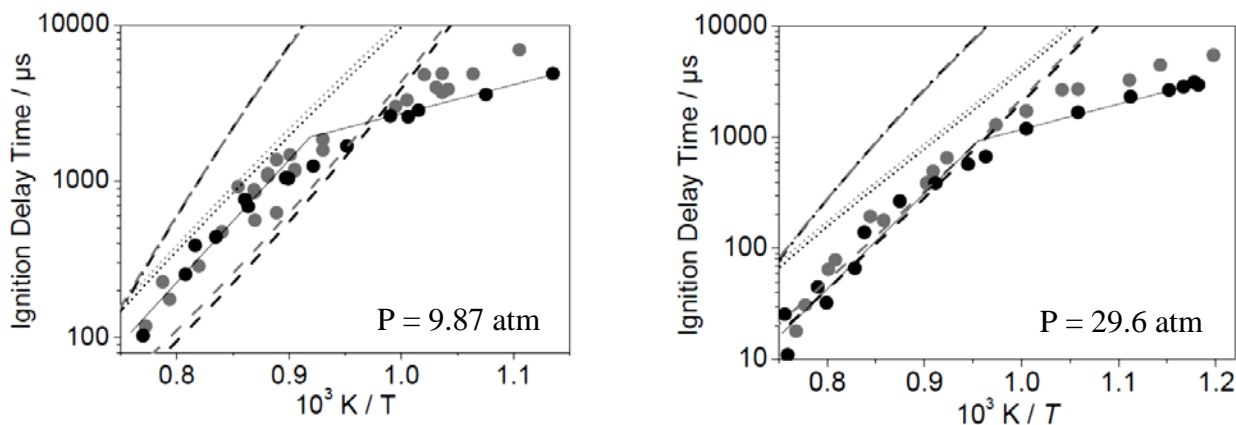 10000
1000
100
Ignition Delay Time / μs
P = 9.87 atm
0.8 0.9 1.0 1.1
10³ K / T
10000
1000
100
10
Ignition Delay Time / μs
P = 29.6 atm
0.8 0.9 1.0 1.1 1.2
10³ K / T